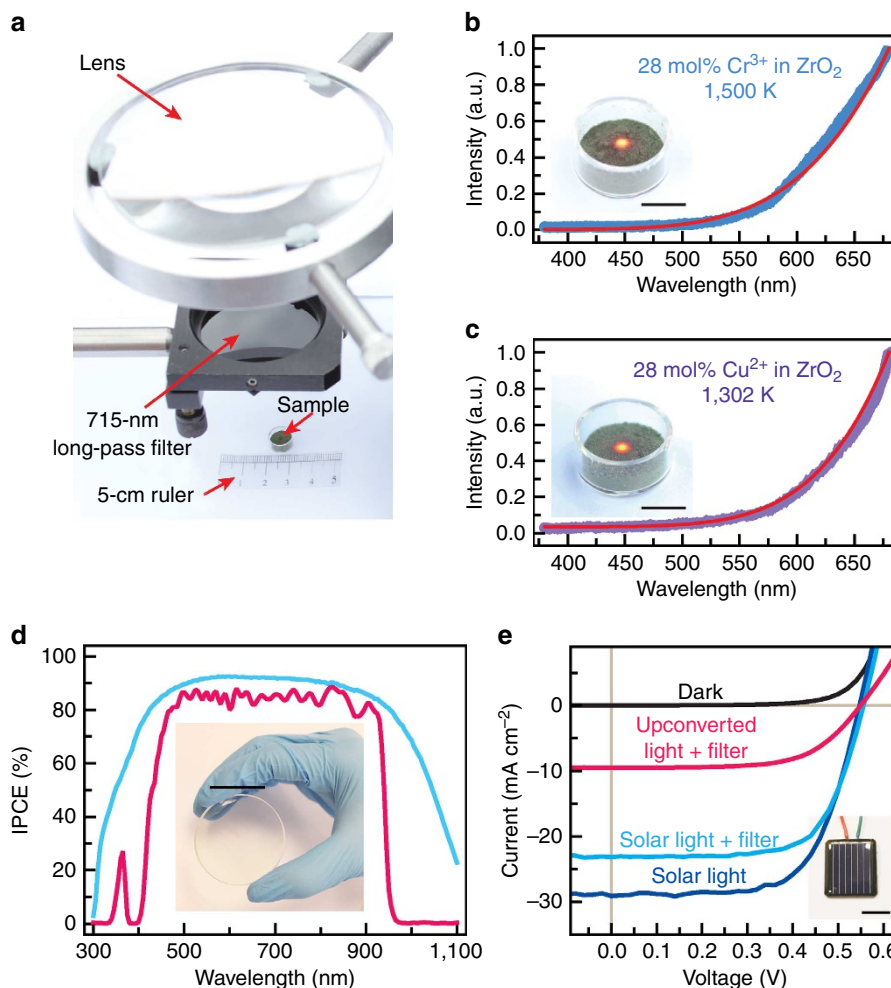 a
Lens
715-nm
long-pass filter
Sample
5-cm ruler
1 2 3 4 5
b
28 mol% Cr³⁺ in ZrO₂
1,500 K
Intensity (a.u.)
1.0
0.8
0.6
0.4
0.2
0.0
400 450 500 550 600 650
Wavelength (nm)
c
28 mol% Cu²⁺ in ZrO₂
1,302 K
Intensity (a.u.)
1.0
0.8
0.6
0.4
0.2
0.0
400 450 500 550 600 650
Wavelength (nm)
d
IPCE (%)
100
80
60
40
20
0
300 500 700 900 1,100
Wavelength (nm)
e
Current (mA cm⁻²)
0
−10
−20
−30
Dark
Upconverted
light + filter
Solar light + filter
Solar light
0.0 0.1 0.2 0.3 0.4 0.5 0.6
Voltage (V)